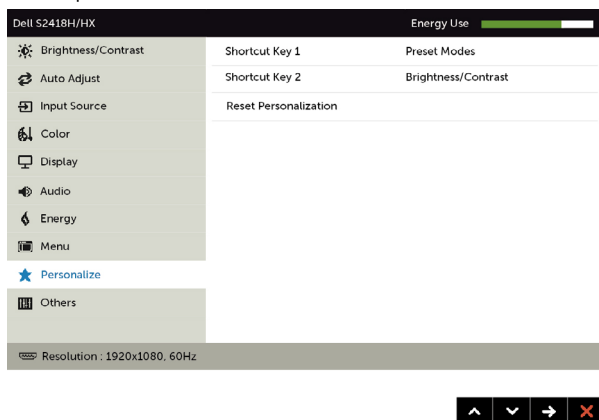 Dell S2418H/HX Energy Use
Brightness/Contrast
Auto Adjust
Input Source
Color
Display
Audio
Energy
Menu
Personalize
Others
Shortcut Key 1 Preset Modes
Shortcut Key 2 Brightness/Contrast
Reset Personalization
Resolution : 1920x1080, 60Hz